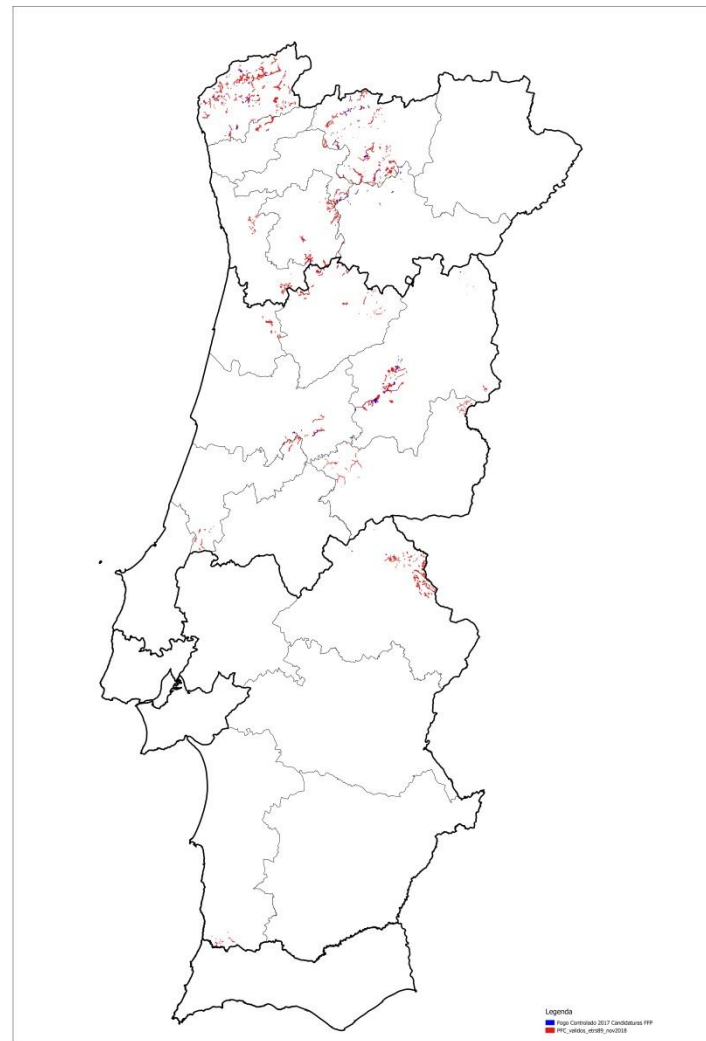 Legenda
Fogo Controlado 2017 Candidaturas FFP
PFC_validos_etrs89_nov2018